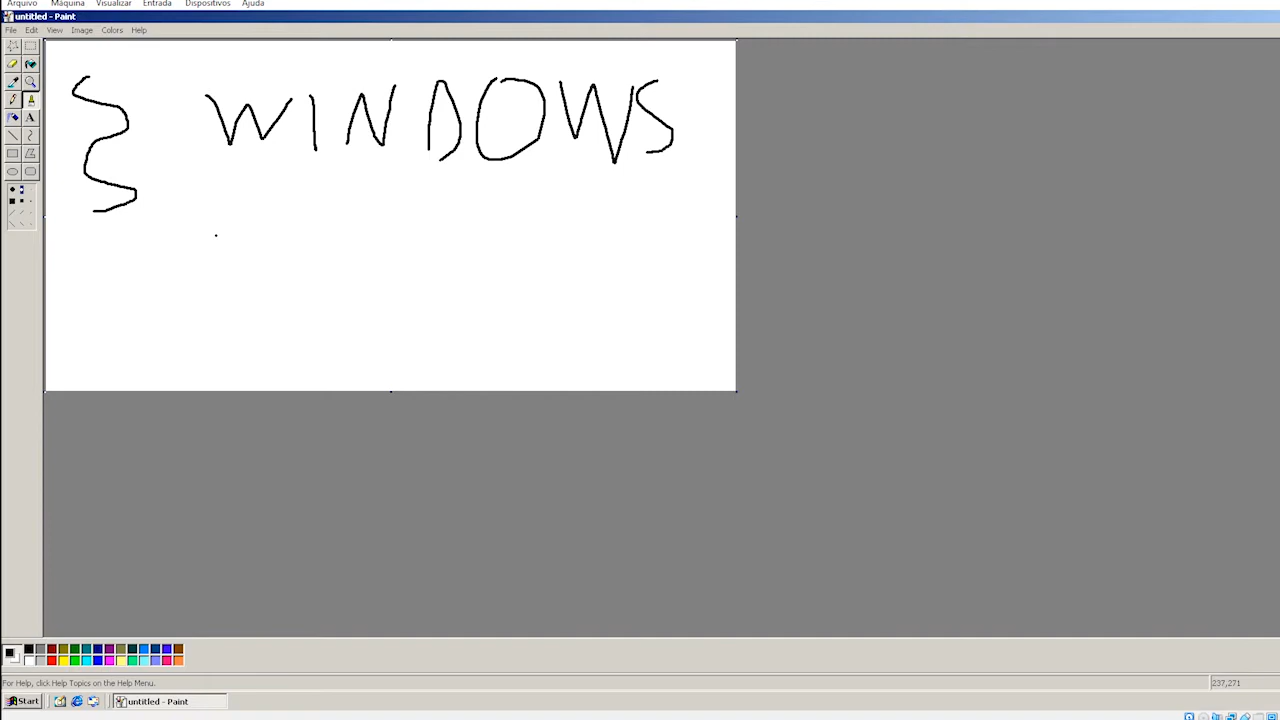 Arquivo Máquina Visualizar Entrada Dispositivos Ajuda
untitled - Paint
File Edit View Image Colors Help
WINDOWS
A
For Help, click Help Topics on the Help Menu.
237,271
Start
untitled - Paint